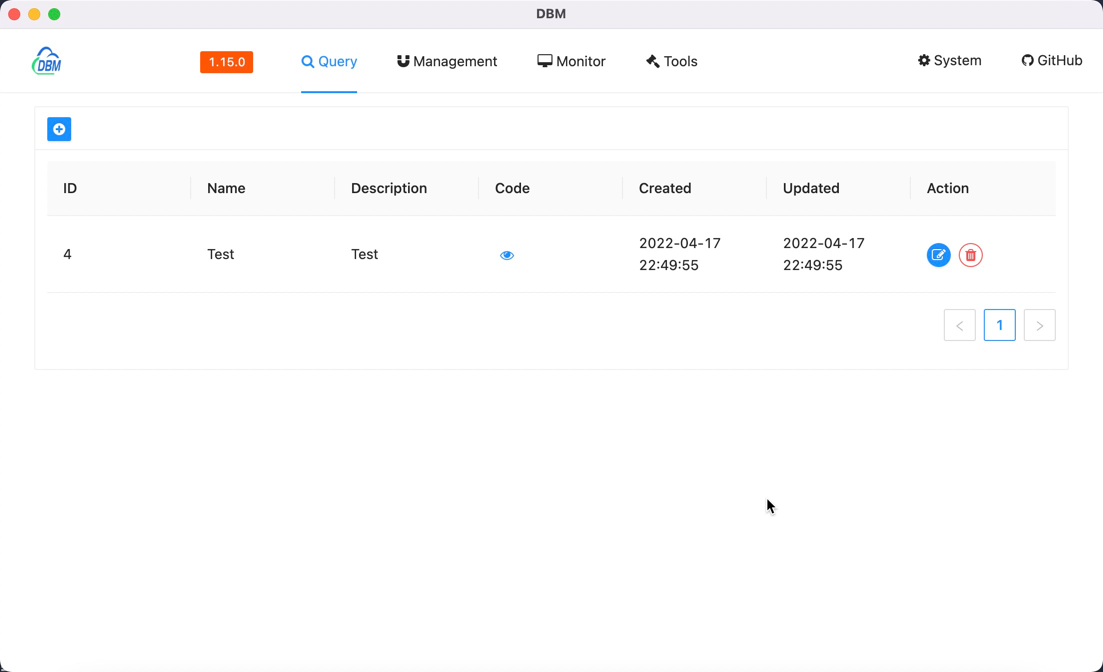 DBM
DBM
1.15.0
Query
Management
Monitor
Tools
System
GitHub
ID
Name
Description
Code
Created
Updated
Action
4
Test
Test
2022-04-17
22:49:55
2022-04-17
22:49:55
1